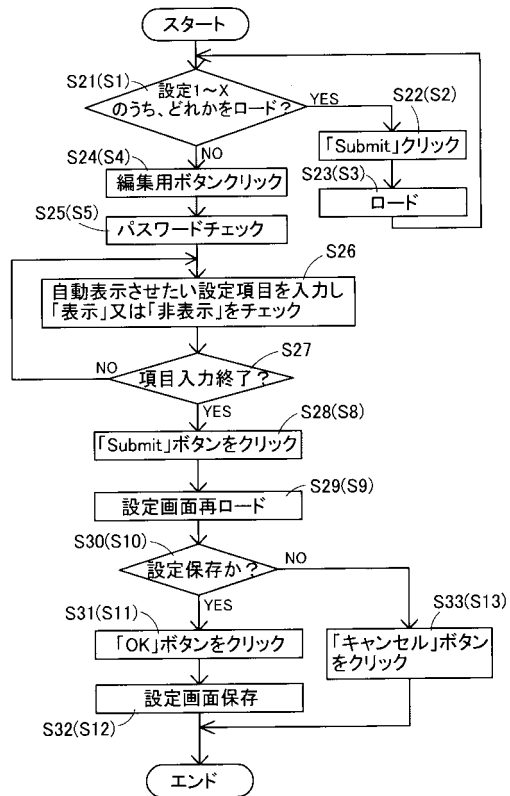 スタート
S21(S1)
設定1～X
のうち、どれかをロード？
YES
S22(S2)
「Submit」クリック
S23(S3)
ロード
NO
S24(S4)
編集用ボタンクリック
S25(S5)
パスワードチェック
S26
自動表示させたい設定項目を入力し
「表示」又は「非表示」をチェック
S27
NO
項目入力終了？
YES
S28(S8)
「Submit」ボタンをクリック
S29(S9)
設定画面再ロード
S30(S10)
設定保存か？
NO
YES
S31(S11)
「OK」ボタンをクリック
S33(S13)
「キャンセル」ボタン
をクリック
設定画面保存
S32(S12)
エンド